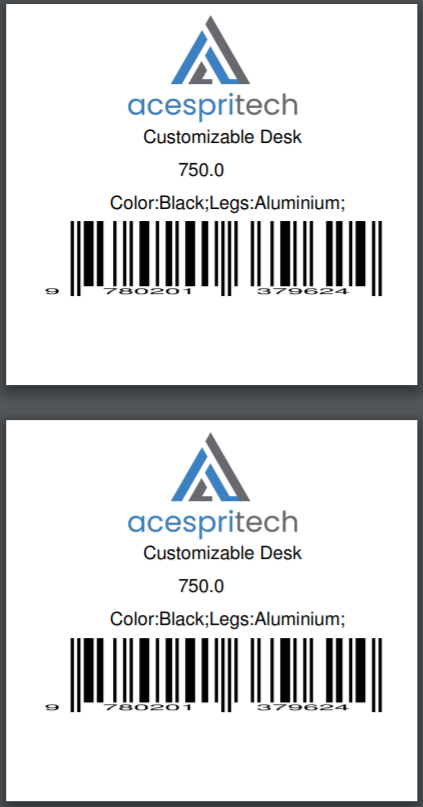 acespritech
Customizable Desk
750.0
Color:Black;Legs:Aluminium;
9 780201 379624
acespritech
Customizable Desk
750.0
Color:Black;Legs:Aluminium;
9 780201 379624